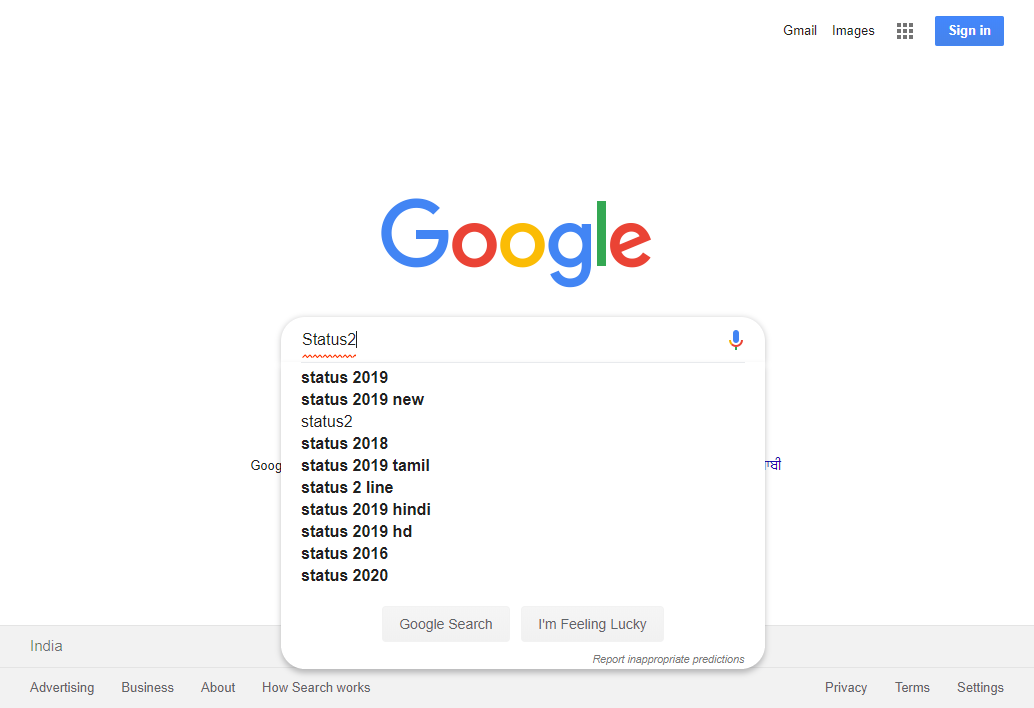 Gmail Images Sign in
Google
Status2
status 2019
status 2019 new
status2
status 2018
status 2019 tamil
Goog
status 2 line
status 2019 hindi
status 2019 hd
status 2016
status 2020
Google Search I'm Feeling Lucky
Report inappropriate predictions
India
Advertising Business About How Search works Privacy Terms Settings